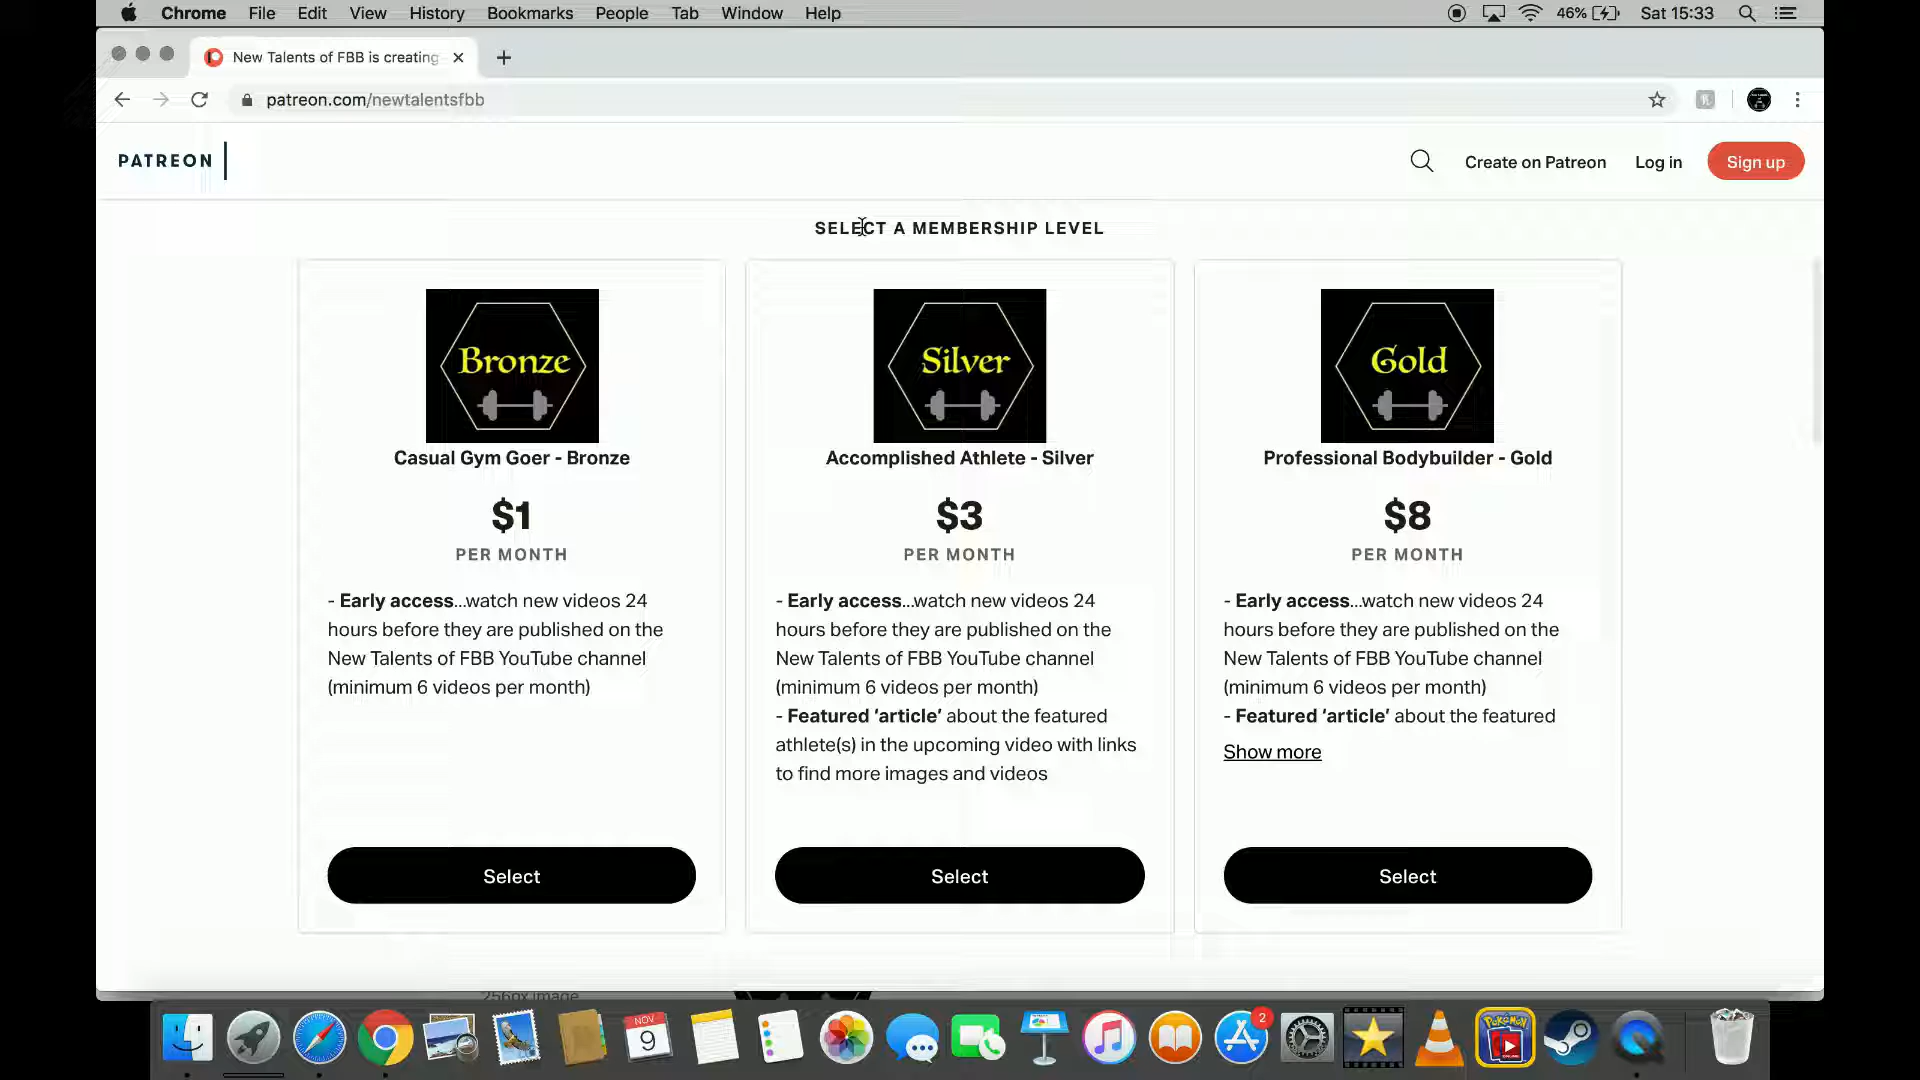 Chrome File Edit View History Bookmarks People Tab Window Help 46% Sat 15:33
New Talents of FBB is creating
patreon.com/newtalentsfbb
PATREON Create on Patreon Log in Sign up
SELECT A MEMBERSHIP LEVEL
Bronze
Casual Gym Goer - Bronze
$1
PER MONTH
- Early access...watch new videos 24
hours before they are published on the
New Talents of FBB YouTube channel
(minimum 6 videos per month)
Select
Silver
Accomplished Athlete - Silver
$3
PER MONTH
- Early access...watch new videos 24
hours before they are published on the
New Talents of FBB YouTube channel
(minimum 6 videos per month)
- Featured ‘article’ about the featured
athlete(s) in the upcoming video with links
to find more images and videos
Select
Gold
Professional Bodybuilder - Gold
$8
PER MONTH
- Early access...watch new videos 24
hours before they are published on the
New Talents of FBB YouTube channel
(minimum 6 videos per month)
- Featured ‘article’ about the featured
Show more
Select
256px image
NOV
9
2
POKéMON